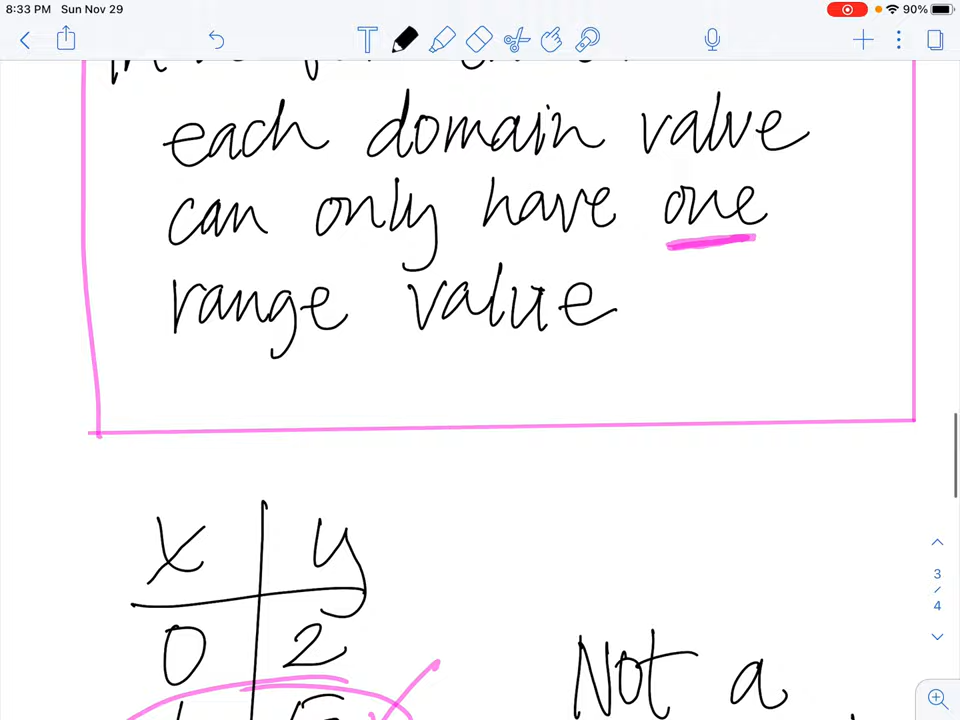 8:33 PM Sun Nov 29 90%
each domain value
can only have one
range value
x y
0 2
Not a
3
/
4